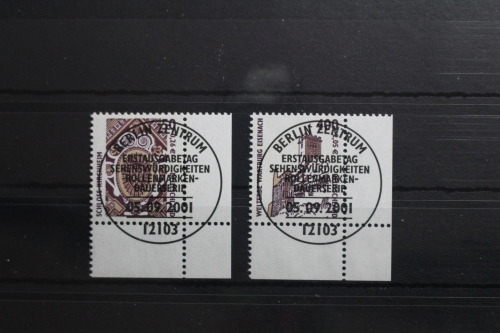 BERLIN ZENTRUM
ERSTAUSGABETAG
SEHENSWÜRDIGKEITEN
ROLLENMARKEN-
DAUERSERIE
05.09.2001
12103
BERLIN ZENTRUM
400
WELTERBE WARTBURG EISENACH
ERSTAUSGABETAG
SEHENSWÜRDIGKEITEN
ROLLENMARKEN-
DAUERSERIE
05.09.2001
12103